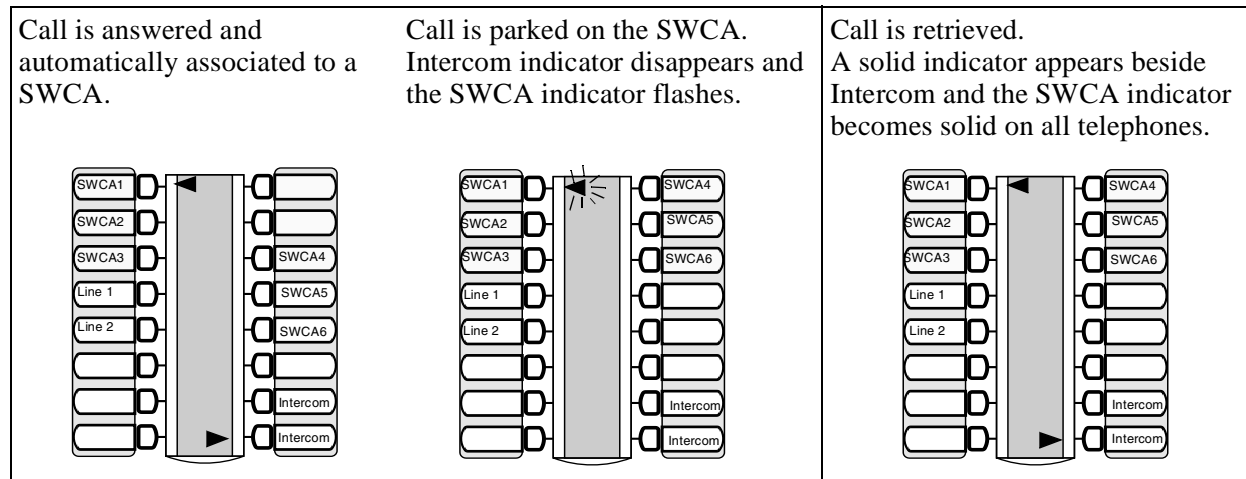 Call is answered and
automatically associated to a
SWCA.
SWCA1
SWCA2
SWCA3
Line 1
Line 2
SWCA4
SWCA5
SWCA6
Intercom
Intercom
Call is parked on the SWCA.
Intercom indicator disappears and
the SWCA indicator flashes.
SWCA1
SWCA2
SWCA3
Line 1
Line 2
SWCA4
SWCA5
SWCA6
Intercom
Intercom
Call is retrieved.
A solid indicator appears beside
Intercom and the SWCA indicator
becomes solid on all telephones.
SWCA1
SWCA2
SWCA3
Line 1
Line 2
SWCA4
SWCA5
SWCA6
Intercom
Intercom